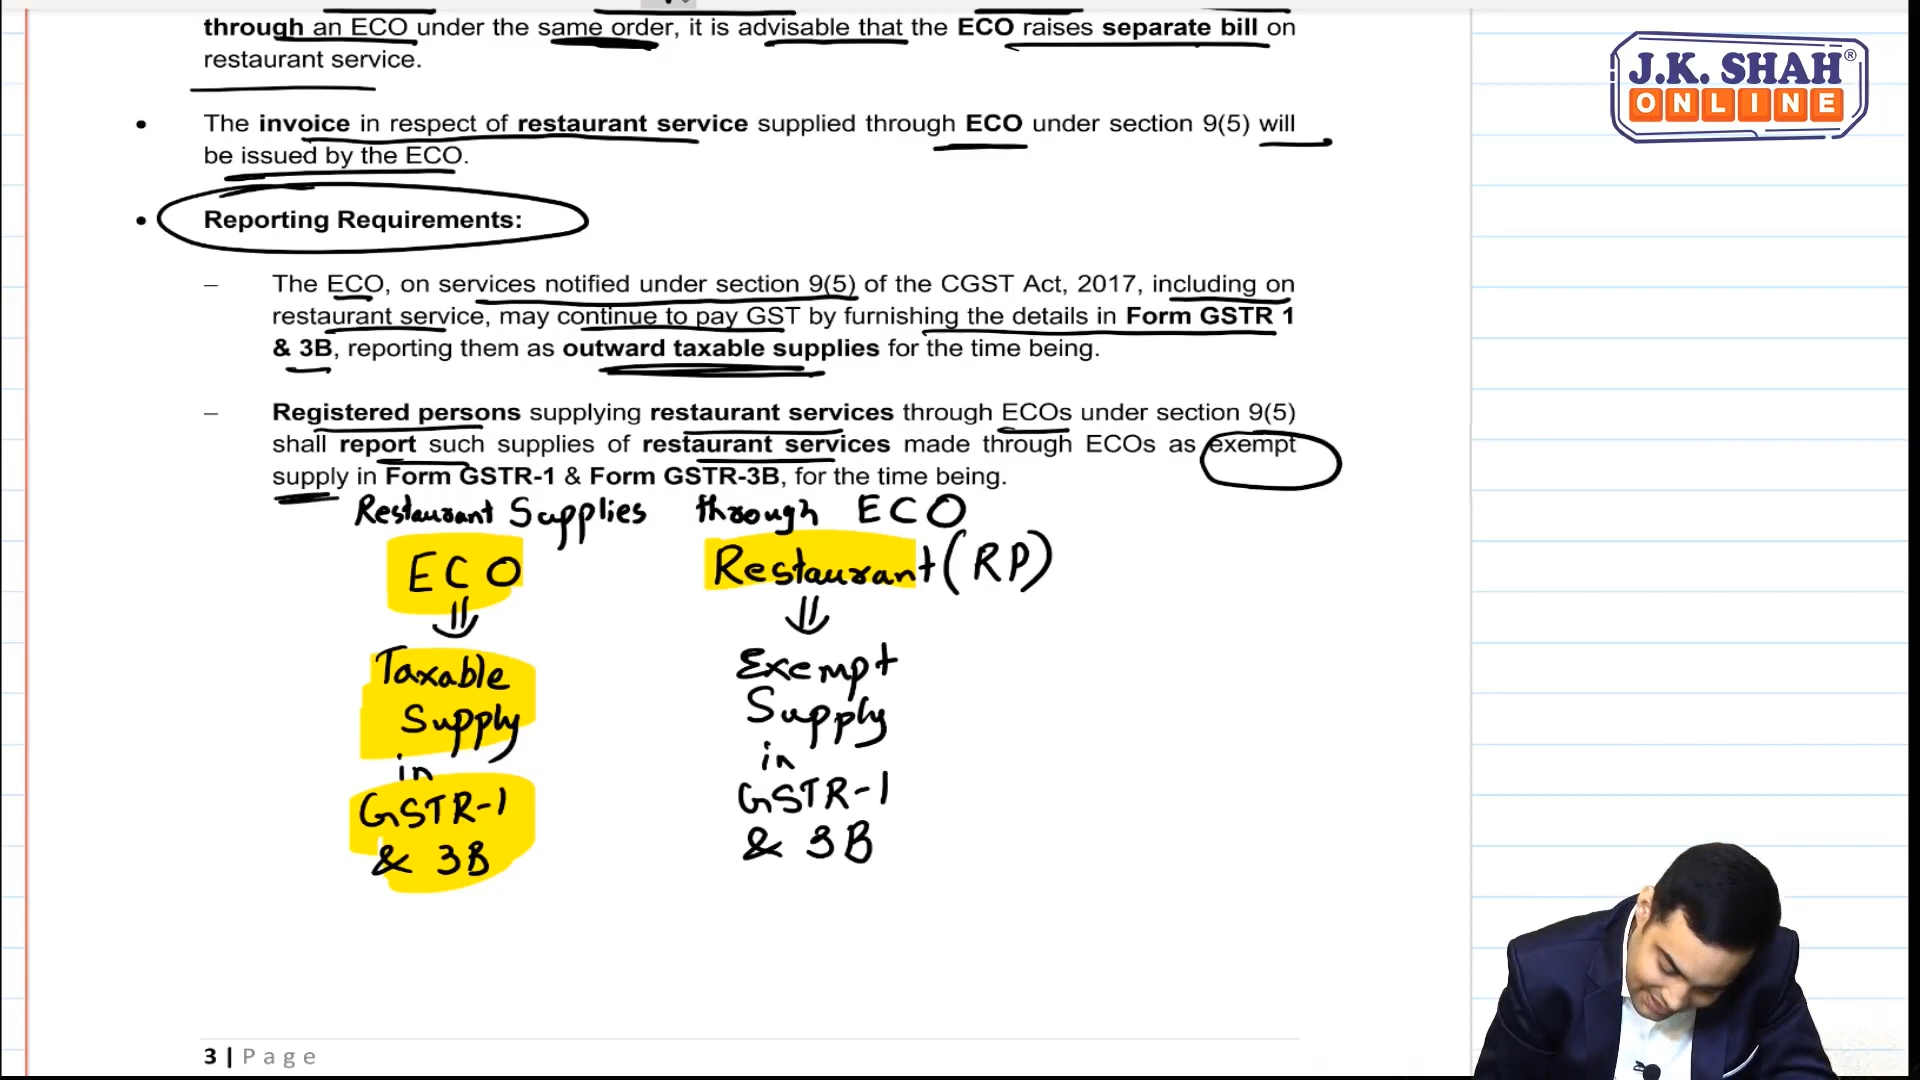 through an ECO under the same order, it is advisable that the ECO raises separate bill on
restaurant service.
J.K. SHAH®
ONLINE
• The invoice in respect of restaurant service supplied through ECO under section 9(5) will
be issued by the ECO.
• Reporting Requirements:
– The ECO, on services notified under section 9(5) of the CGST Act, 2017, including on
restaurant service, may continue to pay GST by furnishing the details in Form GSTR 1
& 3B, reporting them as outward taxable supplies for the time being.
– Registered persons supplying restaurant services through ECOs under section 9(5)
shall report such supplies of restaurant services made through ECOs as exempt
supply in Form GSTR-1 & Form GSTR-3B, for the time being.
Restaurant Supplies through ECO
ECO
Taxable
Supply
in
GSTR-1
& 3B
Restaurant (RP)
Exempt
Supply
in
GSTR-1
& 3B
3 | Page